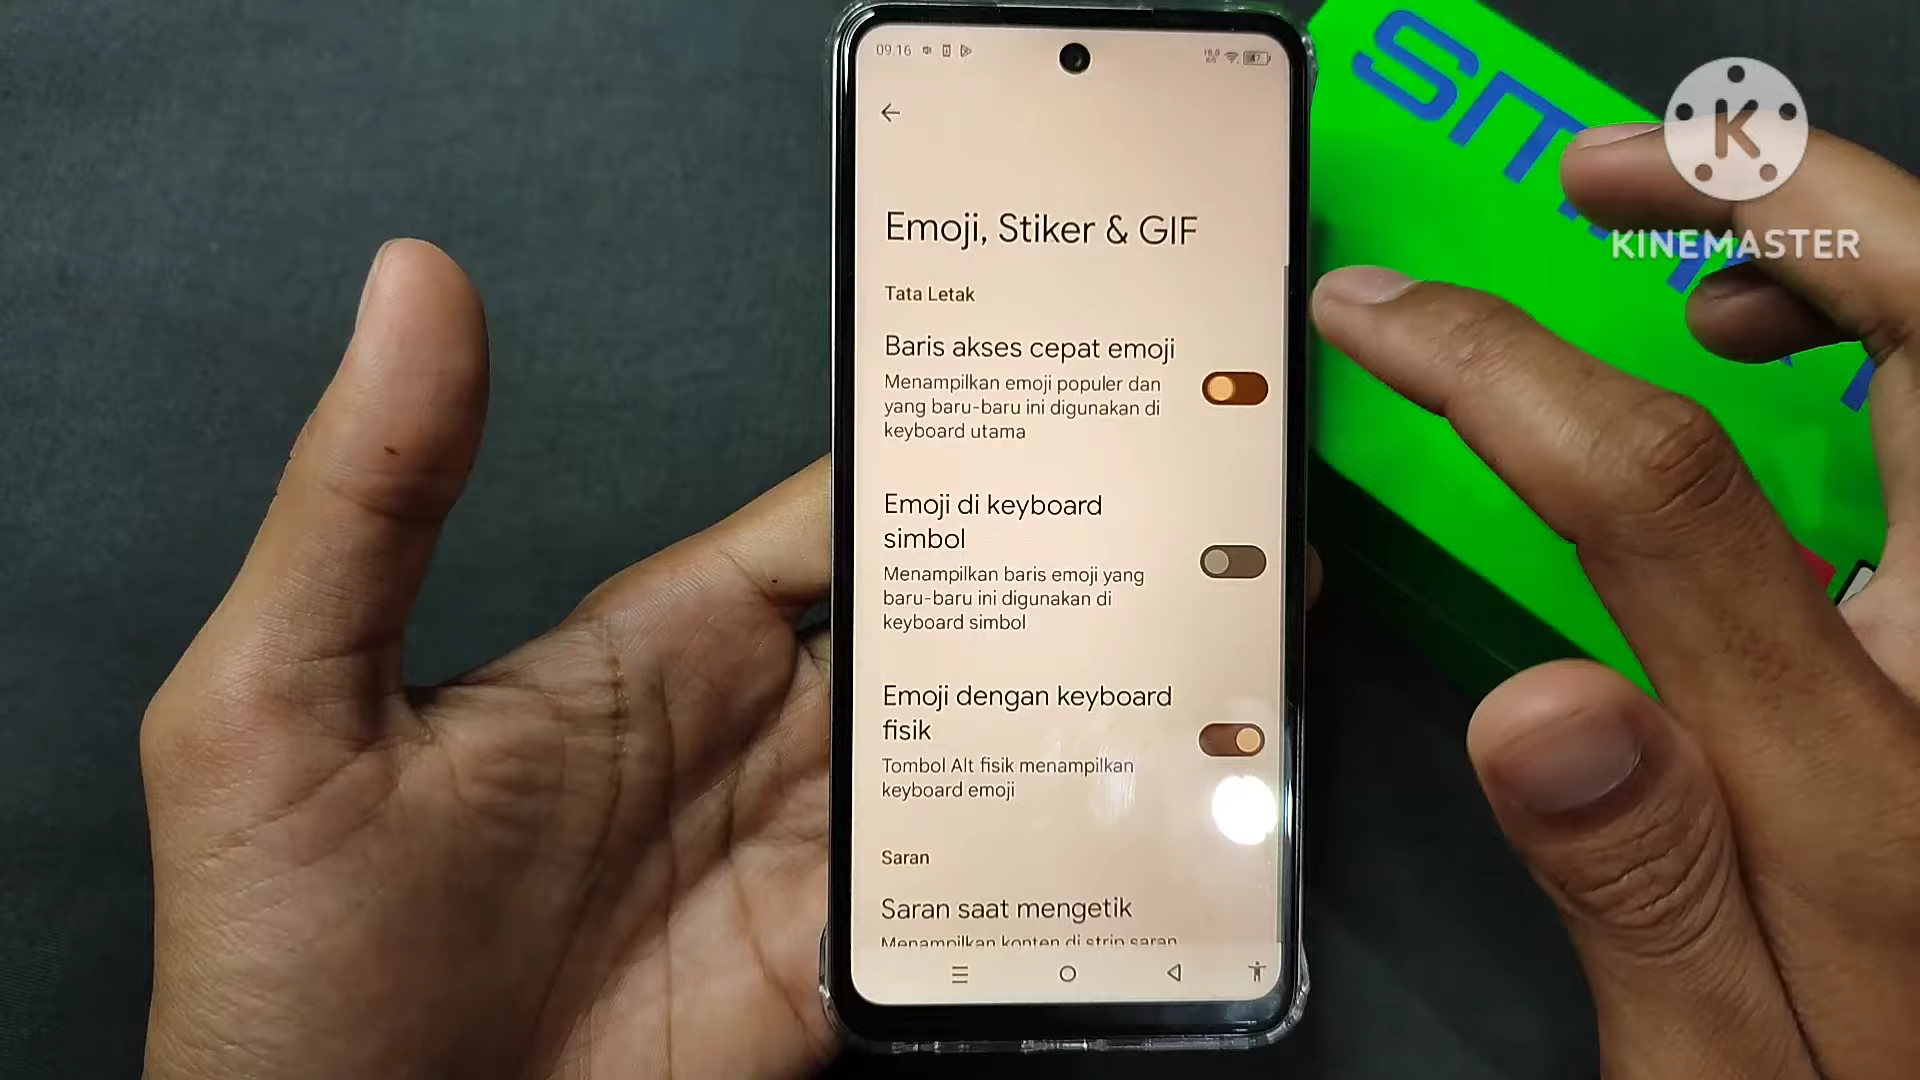 09.16
Emoji, Stiker & GIF
Tata Letak
Baris akses cepat emoji
Menampilkan emoji populer dan
yang baru-baru ini digunakan di
keyboard utama
Emoji di keyboard
simbol
Menampilkan baris emoji yang
baru-baru ini digunakan di
keyboard simbol
Emoji dengan keyboard
fisik
Tombol Alt fisik menampilkan
keyboard emoji
Saran
Saran saat mengetik
Menampilkan konten di strip saran
K
KINEMASTER